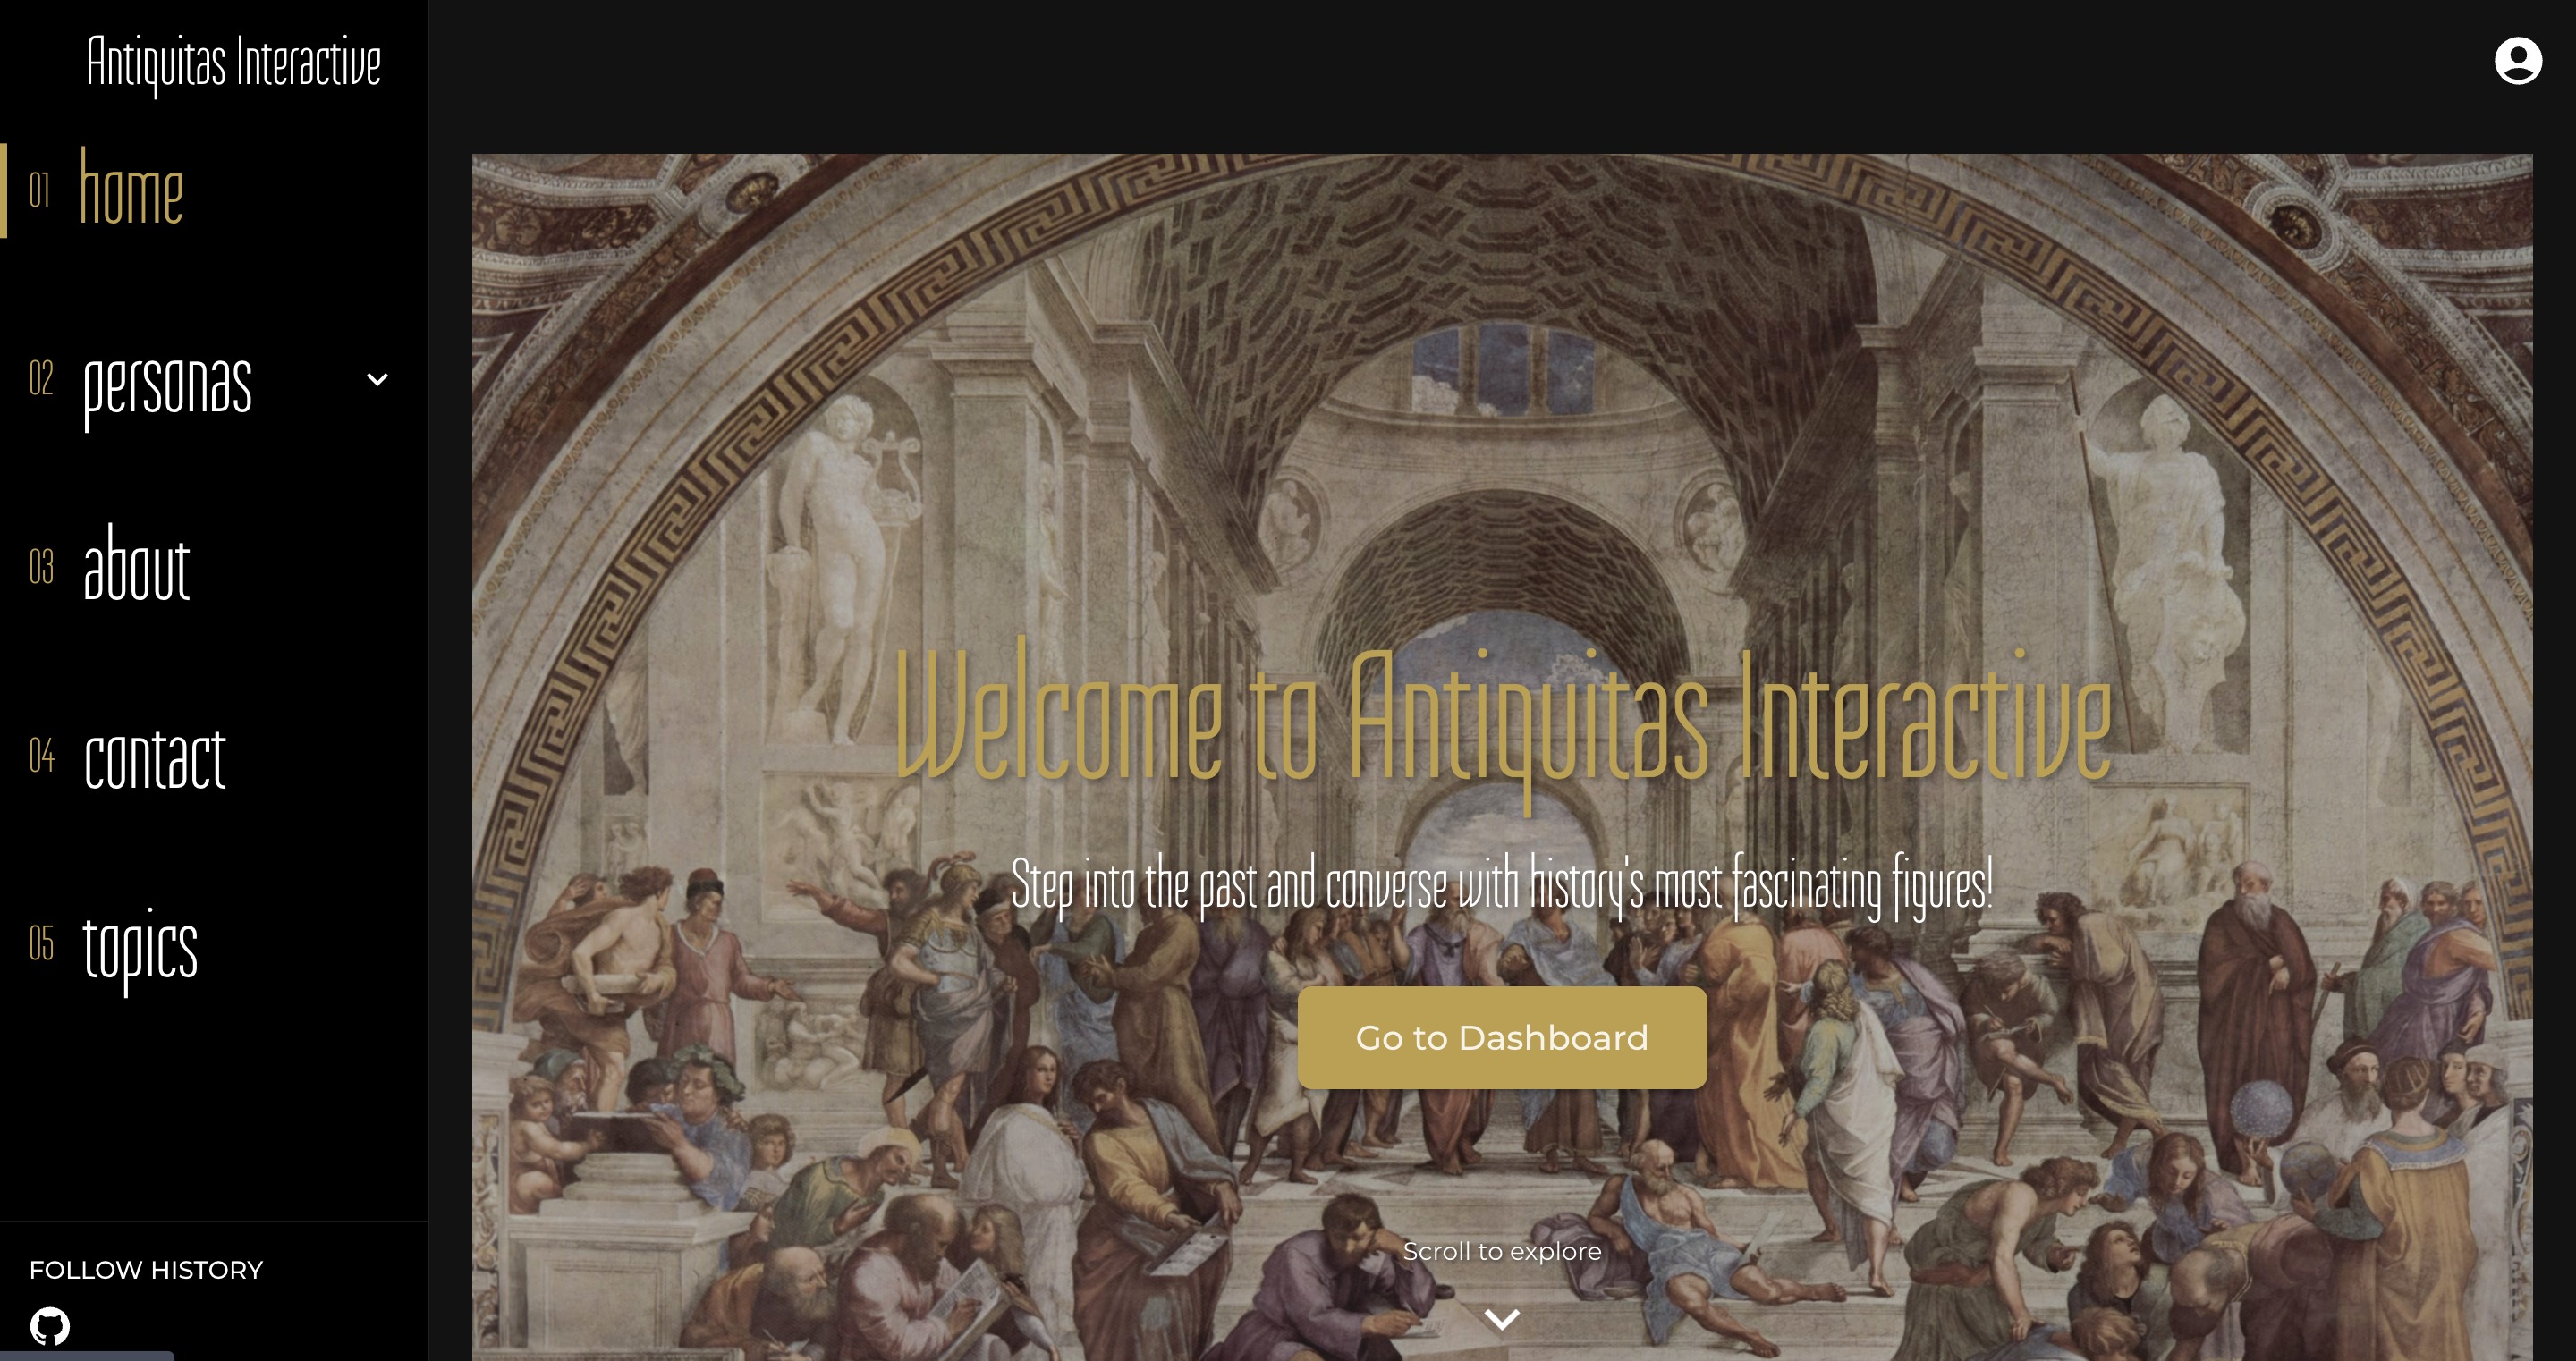 Antiquitas Interactive
01 home
02 personas
03 about
04 contact
05 topics
FOLLOW HISTORY
Welcome to Antiquitas Interactive
Step into the past and converse with history's most fascinating figures!
Go to Dashboard
Scroll to explore